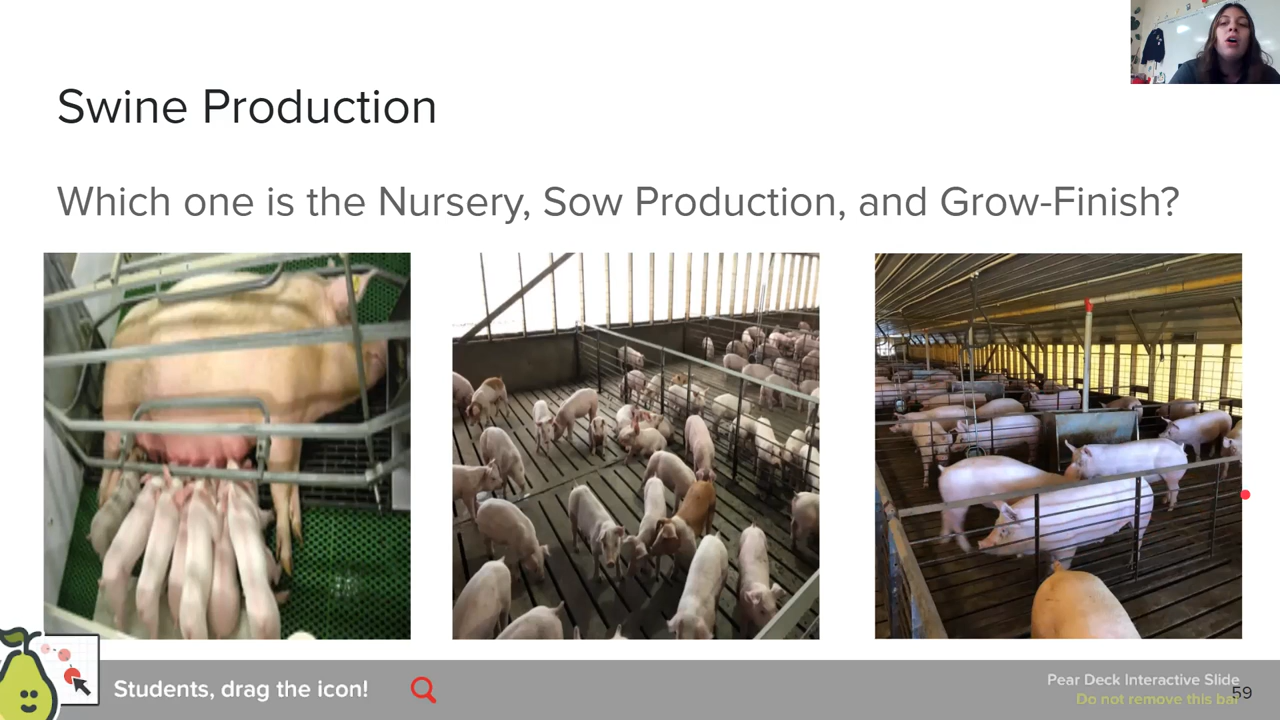 Swine Production
Which one is the Nursery, Sow Production, and Grow-Finish?
Students, drag the icon!
Pear Deck Interactive Slide
Do not remove this bar
59